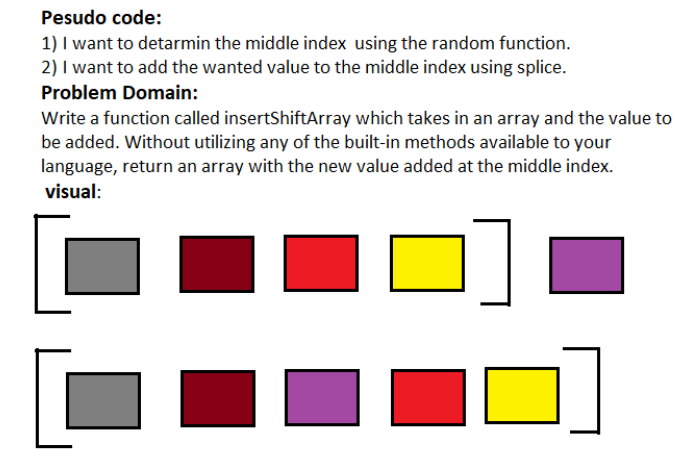 Pesudo code:
1) I want to detarmin the middle index using the random function.
2) I want to add the wanted value to the middle index using splice.
Problem Domain:
Write a function called insertShiftArray which takes in an array and the value to
be added. Without utilizing any of the built-in methods available to your
language, return an array with the new value added at the middle index.
visual: